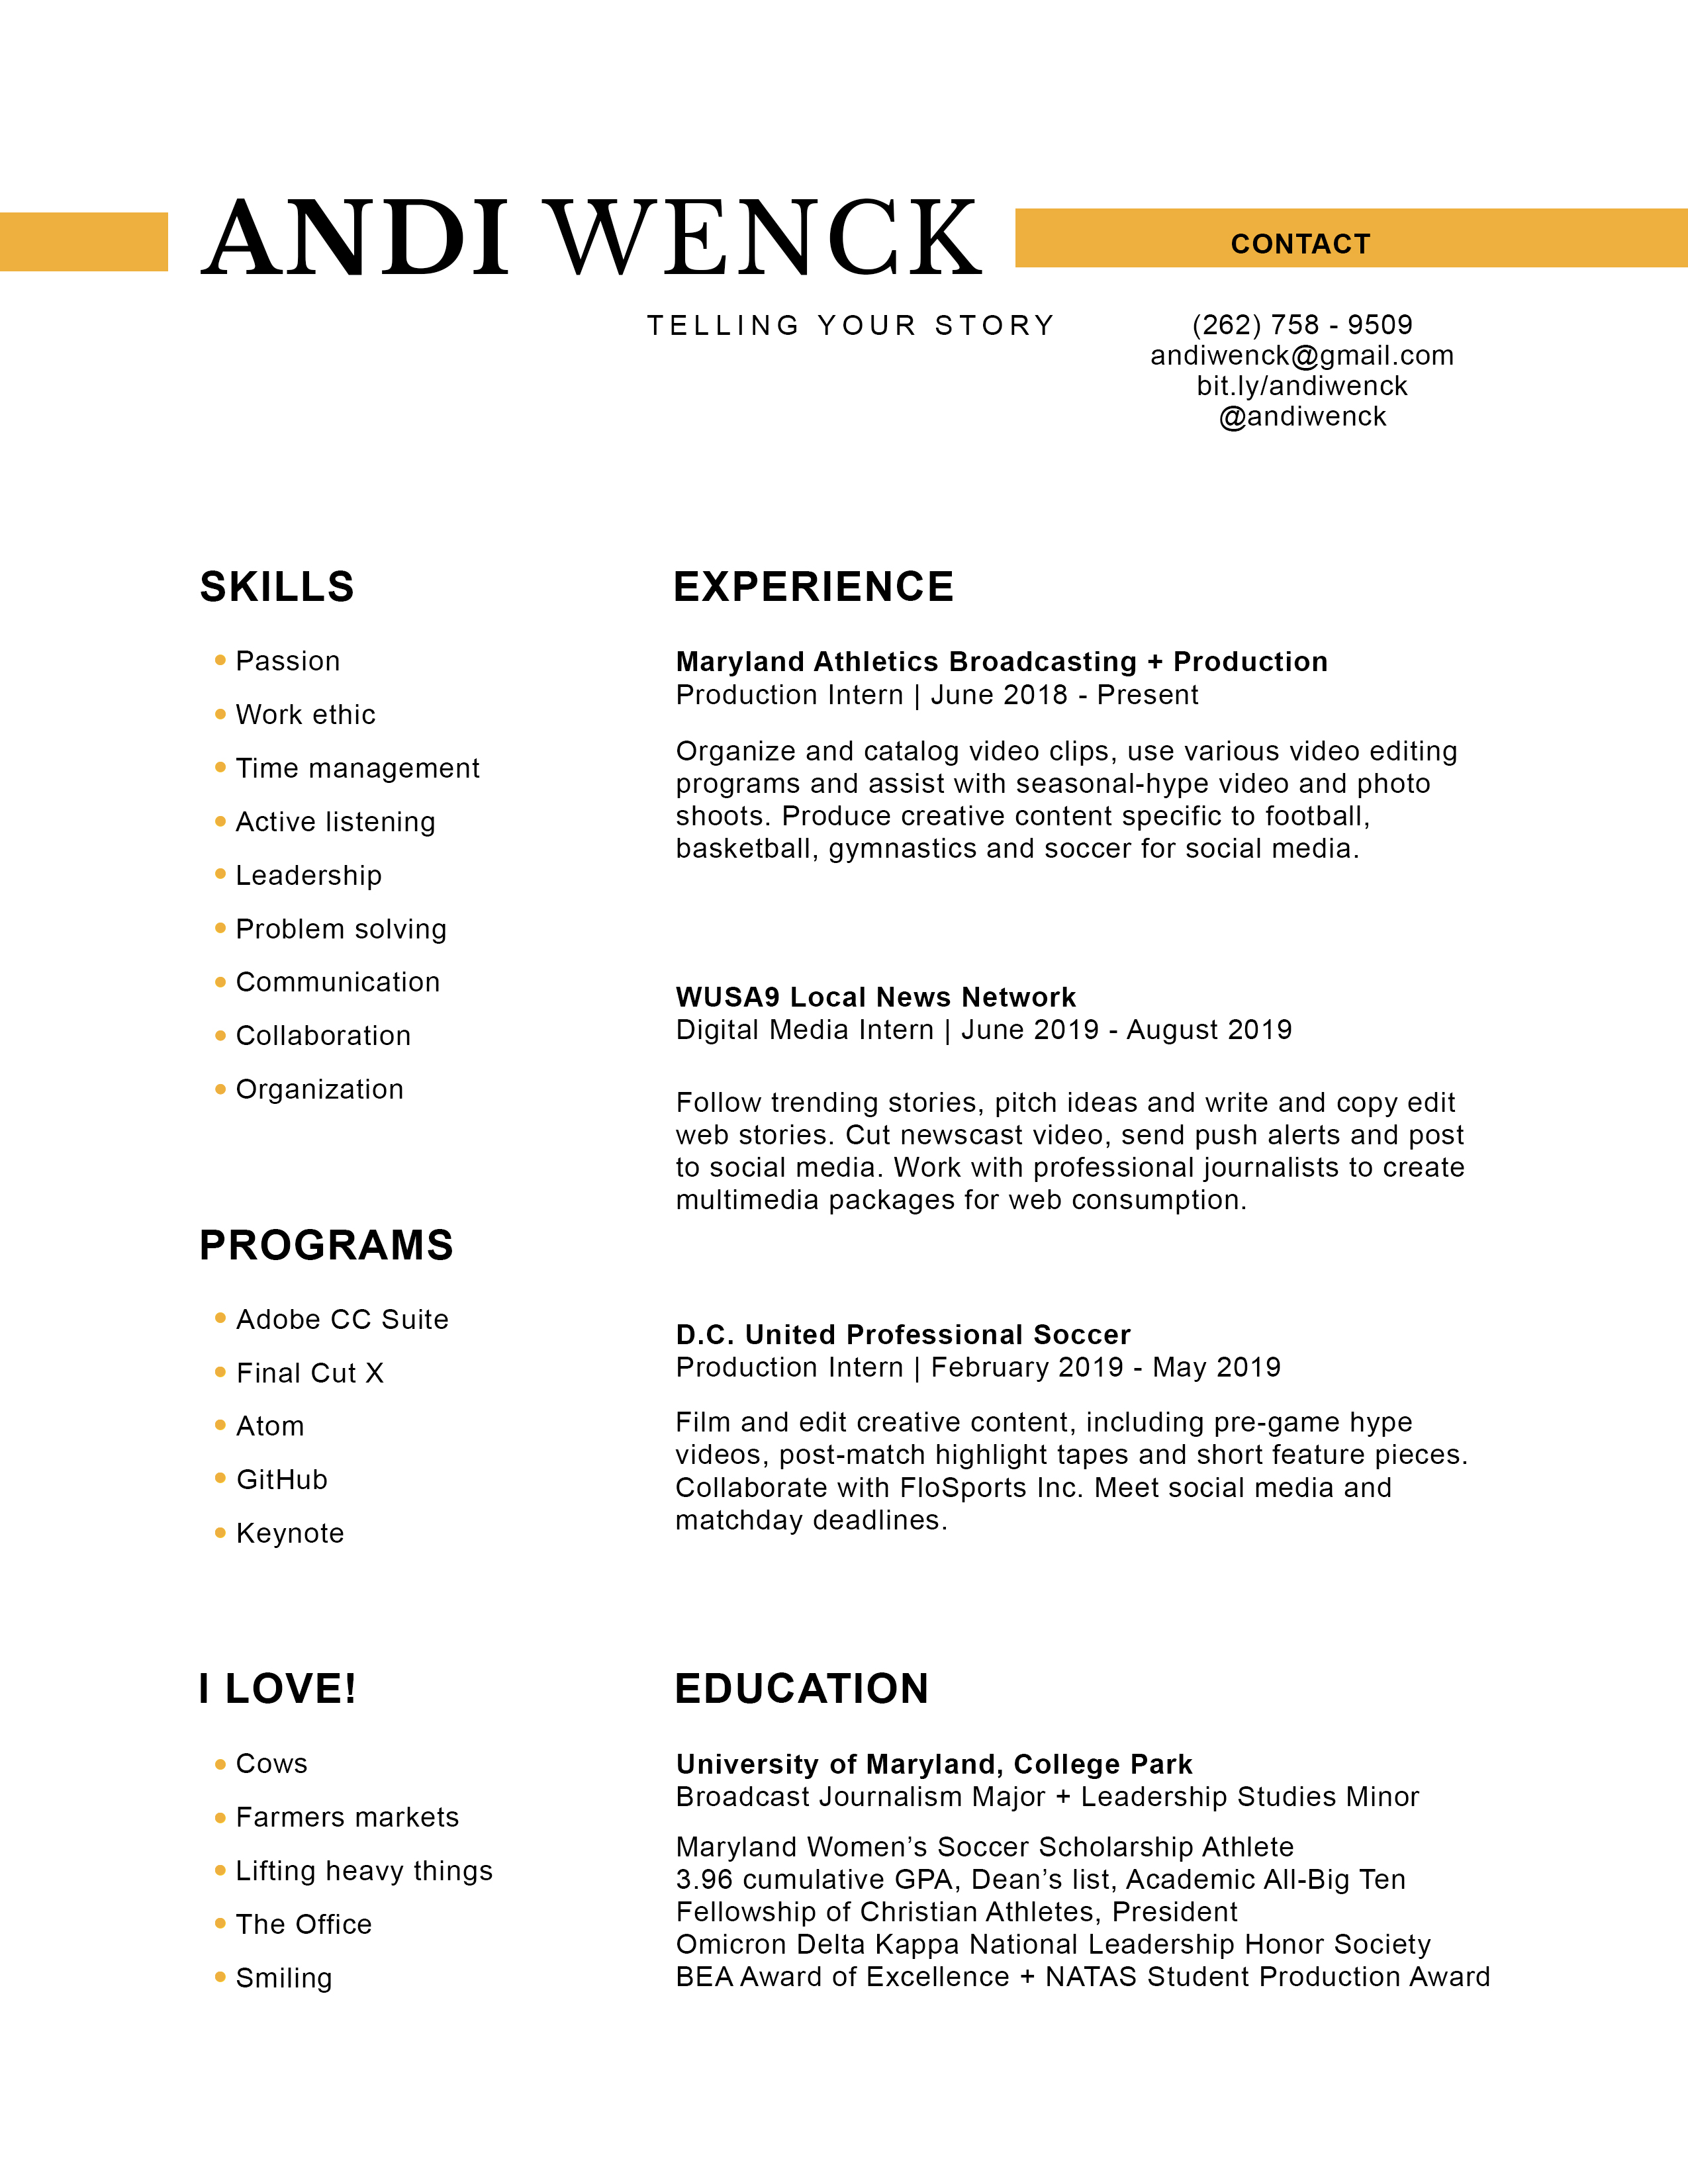 ANDI WENCK
CONTACT
TELLING YOUR STORY
(262) 758 - 9509
andiwenck@gmail.com
bit.ly/andiwenck
@andiwenck
SKILLS
Passion
Work ethic
Time management
Active listening
Leadership
Problem solving
Communication
Collaboration
Organization
PROGRAMS
Adobe CC Suite
Final Cut X
Atom
GitHub
Keynote
I LOVE!
Cows
Farmers markets
Lifting heavy things
The Office
Smiling
EXPERIENCE
Maryland Athletics Broadcasting + Production
Production Intern | June 2018 - Present
Organize and catalog video clips, use various video editing
programs and assist with seasonal-hype video and photo
shoots. Produce creative content specific to football,
basketball, gymnastics and soccer for social media.
WUSA9 Local News Network
Digital Media Intern | June 2019 - August 2019
Follow trending stories, pitch ideas and write and copy edit
web stories. Cut newscast video, send push alerts and post
to social media. Work with professional journalists to create
multimedia packages for web consumption.
D.C. United Professional Soccer
Production Intern | February 2019 - May 2019
Film and edit creative content, including pre-game hype
videos, post-match highlight tapes and short feature pieces.
Collaborate with FloSports Inc. Meet social media and
matchday deadlines.
EDUCATION
University of Maryland, College Park
Broadcast Journalism Major + Leadership Studies Minor
Maryland Women’s Soccer Scholarship Athlete
3.96 cumulative GPA, Dean’s list, Academic All-Big Ten
Fellowship of Christian Athletes, President
Omicron Delta Kappa National Leadership Honor Society
BEA Award of Excellence + NATAS Student Production Award